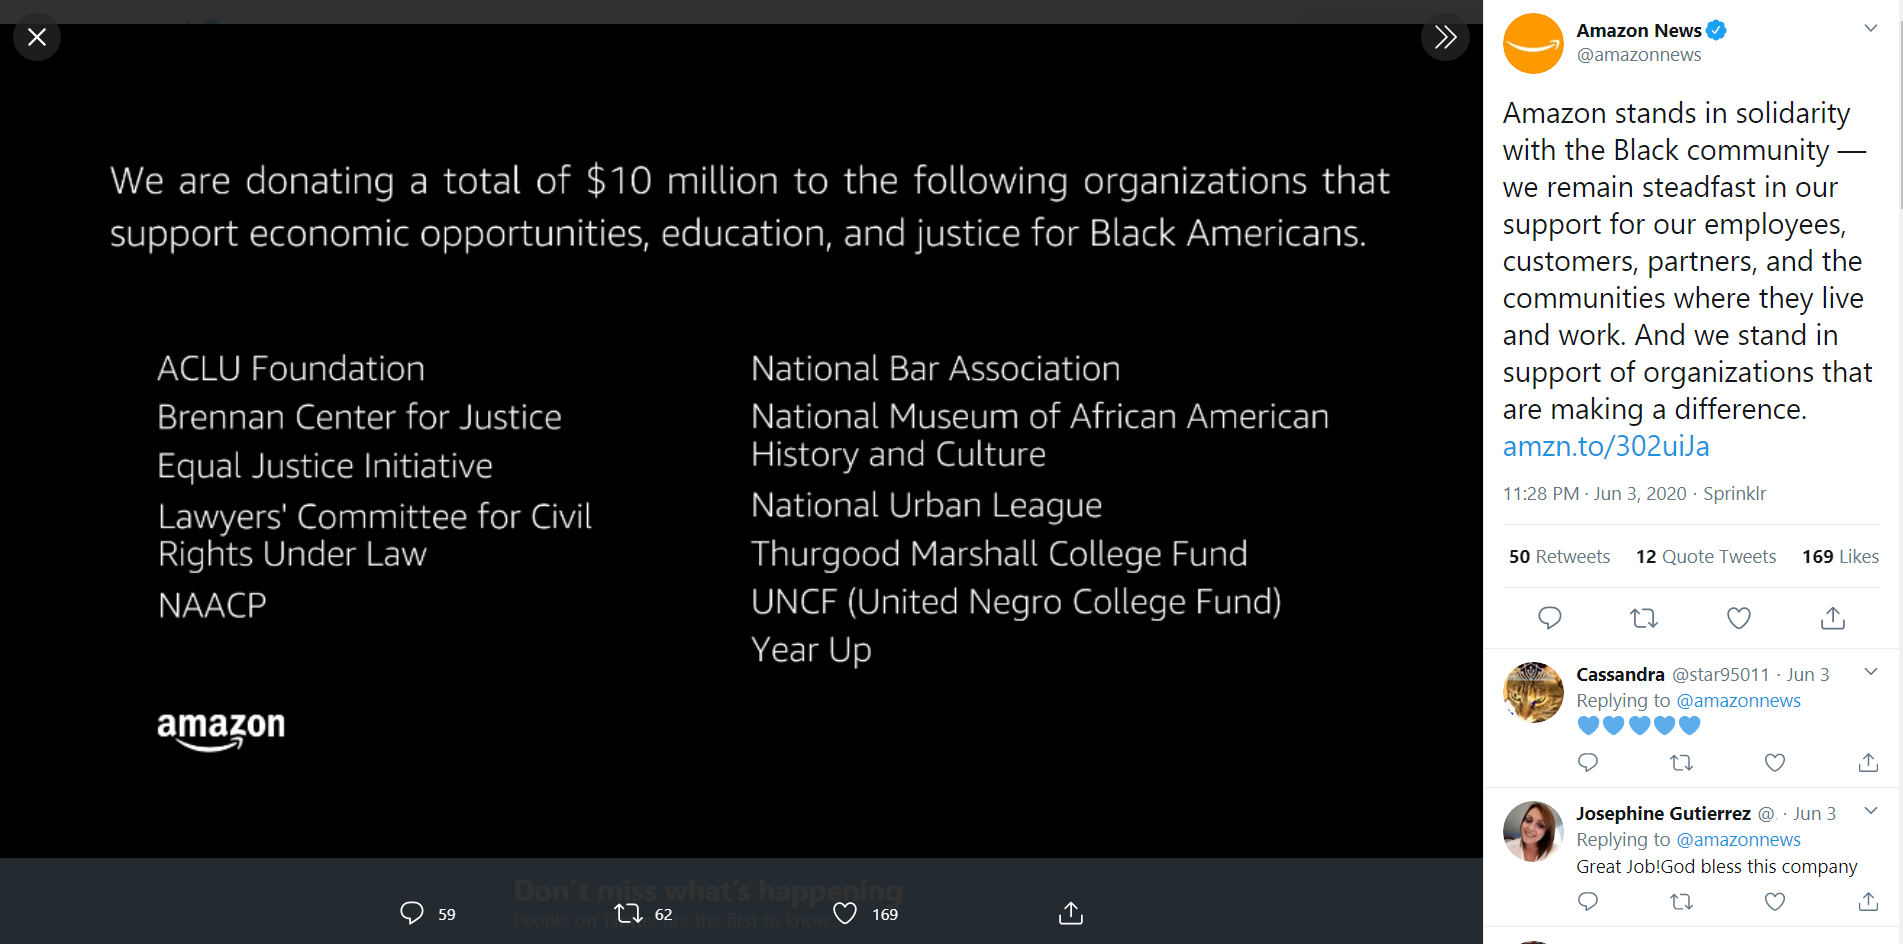 We are donating a total of $10 million to the following organizations that
support economic opportunities, education, and justice for Black Americans.
ACLU Foundation
Brennan Center for Justice
Equal Justice Initiative
Lawyers' Committee for Civil
Rights Under Law
NAACP
National Bar Association
National Museum of African American
History and Culture
National Urban League
Thurgood Marshall College Fund
UNCF (United Negro College Fund)
Year Up
amazon
Don't miss what's happening
People on Twitter are the first to know.
59
62
169
Amazon News
@amazonnews
Amazon stands in solidarity
with the Black community —
we remain steadfast in our
support for our employees,
customers, partners, and the
communities where they live
and work. And we stand in
support of organizations that
are making a difference.
amzn.to/302uiJa
11:28 PM · Jun 3, 2020 · Sprinklr
50 Retweets 12 Quote Tweets 169 Likes
Cassandra @star95011 · Jun 3
Replying to @amazonnews
💙💙💙💙💙
Josephine Gutierrez @. · Jun 3
Replying to @amazonnews
Great Job!God bless this company